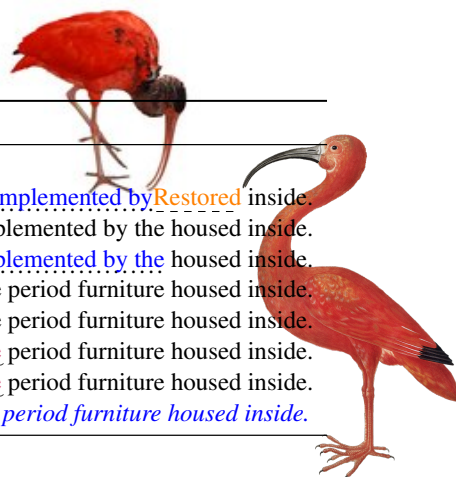 mplemented byRestored inside.
plemented by the housed inside.
plemented by the housed inside.
period furniture housed inside.
period furniture housed inside.
period furniture housed inside.
period furniture housed inside.
period furniture housed inside.